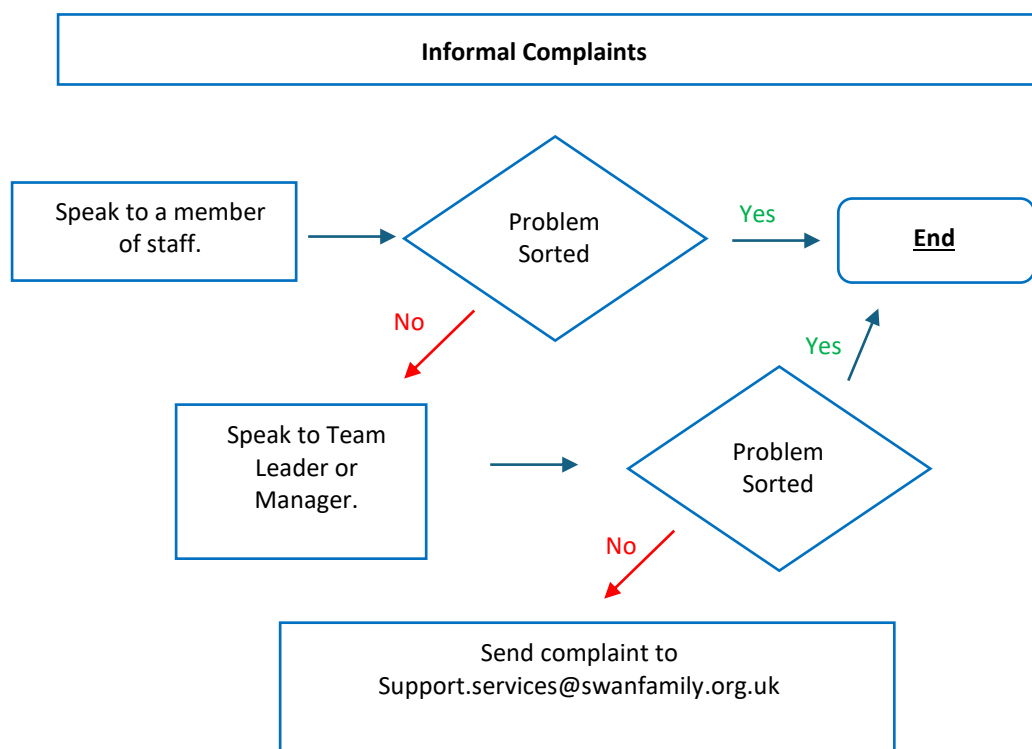 Informal Complaints
Speak to a member
of staff.
Problem
Sorted
Yes
End
No
Yes
Speak to Team
Leader or
Manager.
Problem
Sorted
No
Send complaint to
Support.services@swanfamily.org.uk